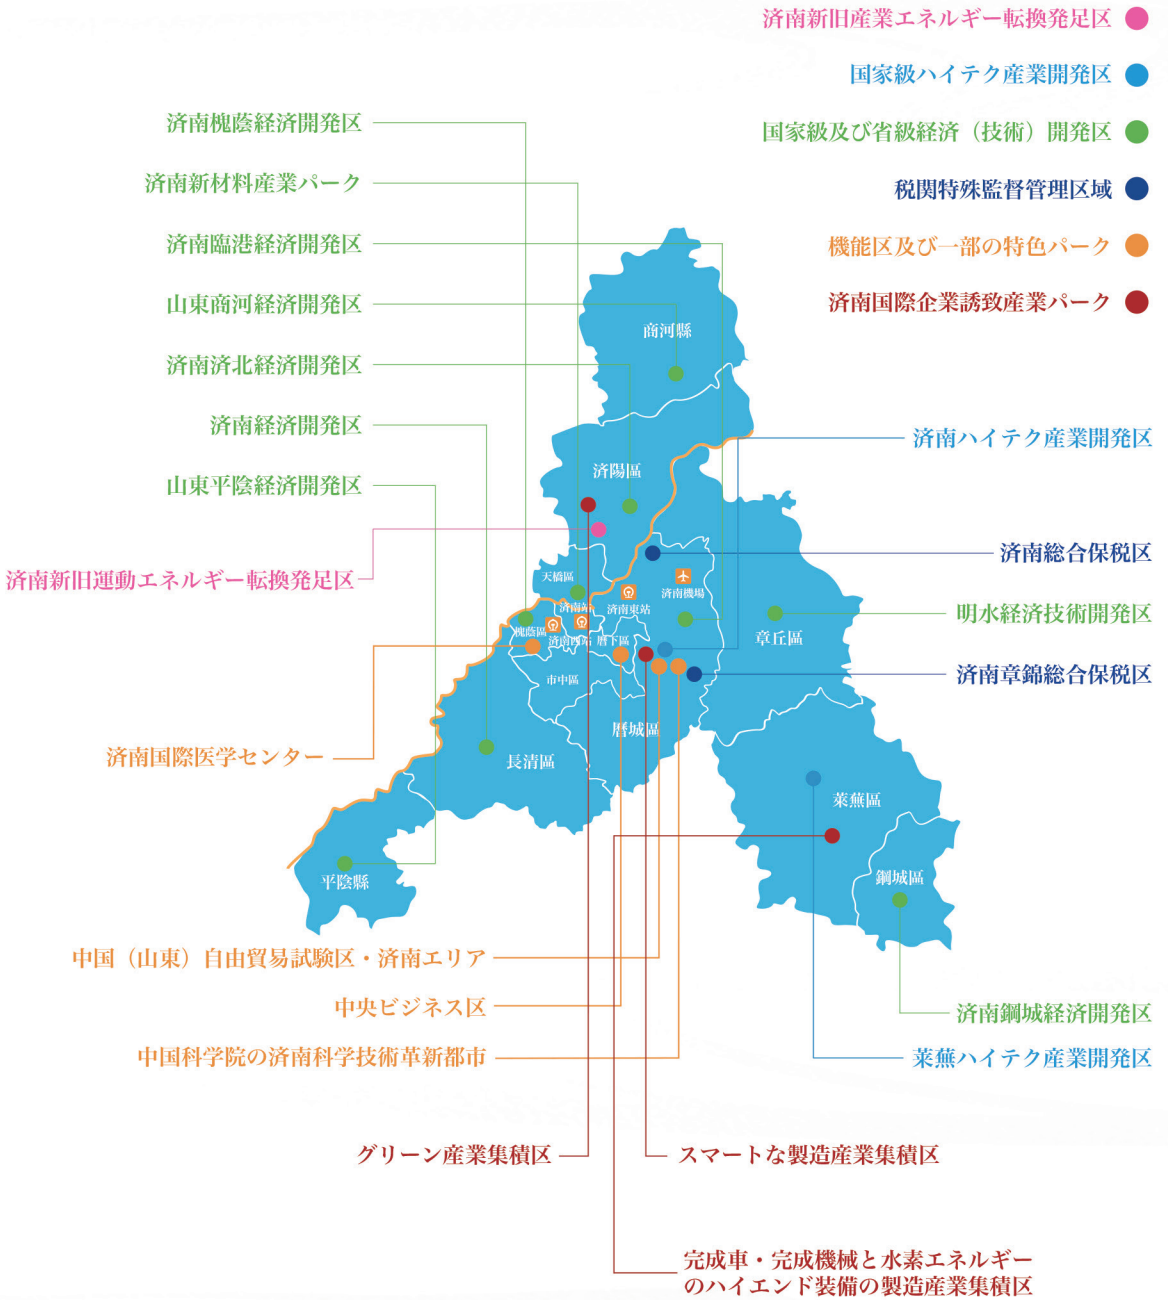 済南新旧産業エネルギー転換発足区
国家級ハイテク産業開発区
国家級及び省級経済（技術）開発区
税関特殊監督管理区域
機能区及び一部の特色パーク
済南国際企業誘致産業パーク
済南槐蔭経済開発区
済南新材料産業パーク
済南臨港経済開発区
山東商河経済開発区
済南済北経済開発区
済南経済開発区
山東平陰経済開発区
済南新旧運動エネルギー転換発足区
済南国際医学センター
商河縣
済陽區
天橋區
済南站
済南東站
済南機場
槐蔭區
済南西站
暦下區
市中區
暦城區
章丘區
長清區
平陰縣
萊蕪區
鋼城區
済南ハイテク産業開発区
済南総合保税区
明水経済技術開発区
済南章錦総合保税区
中国（山東）自由貿易試験区・済南エリア
中央ビジネス区
中国科学院の済南科学技術革新都市
済南鋼城経済開発区
莱蕪ハイテク産業開発区
グリーン産業集積区
スマートな製造産業集積区
完成車・完成機械と水素エネルギー
のハイエンド装備の製造産業集積区